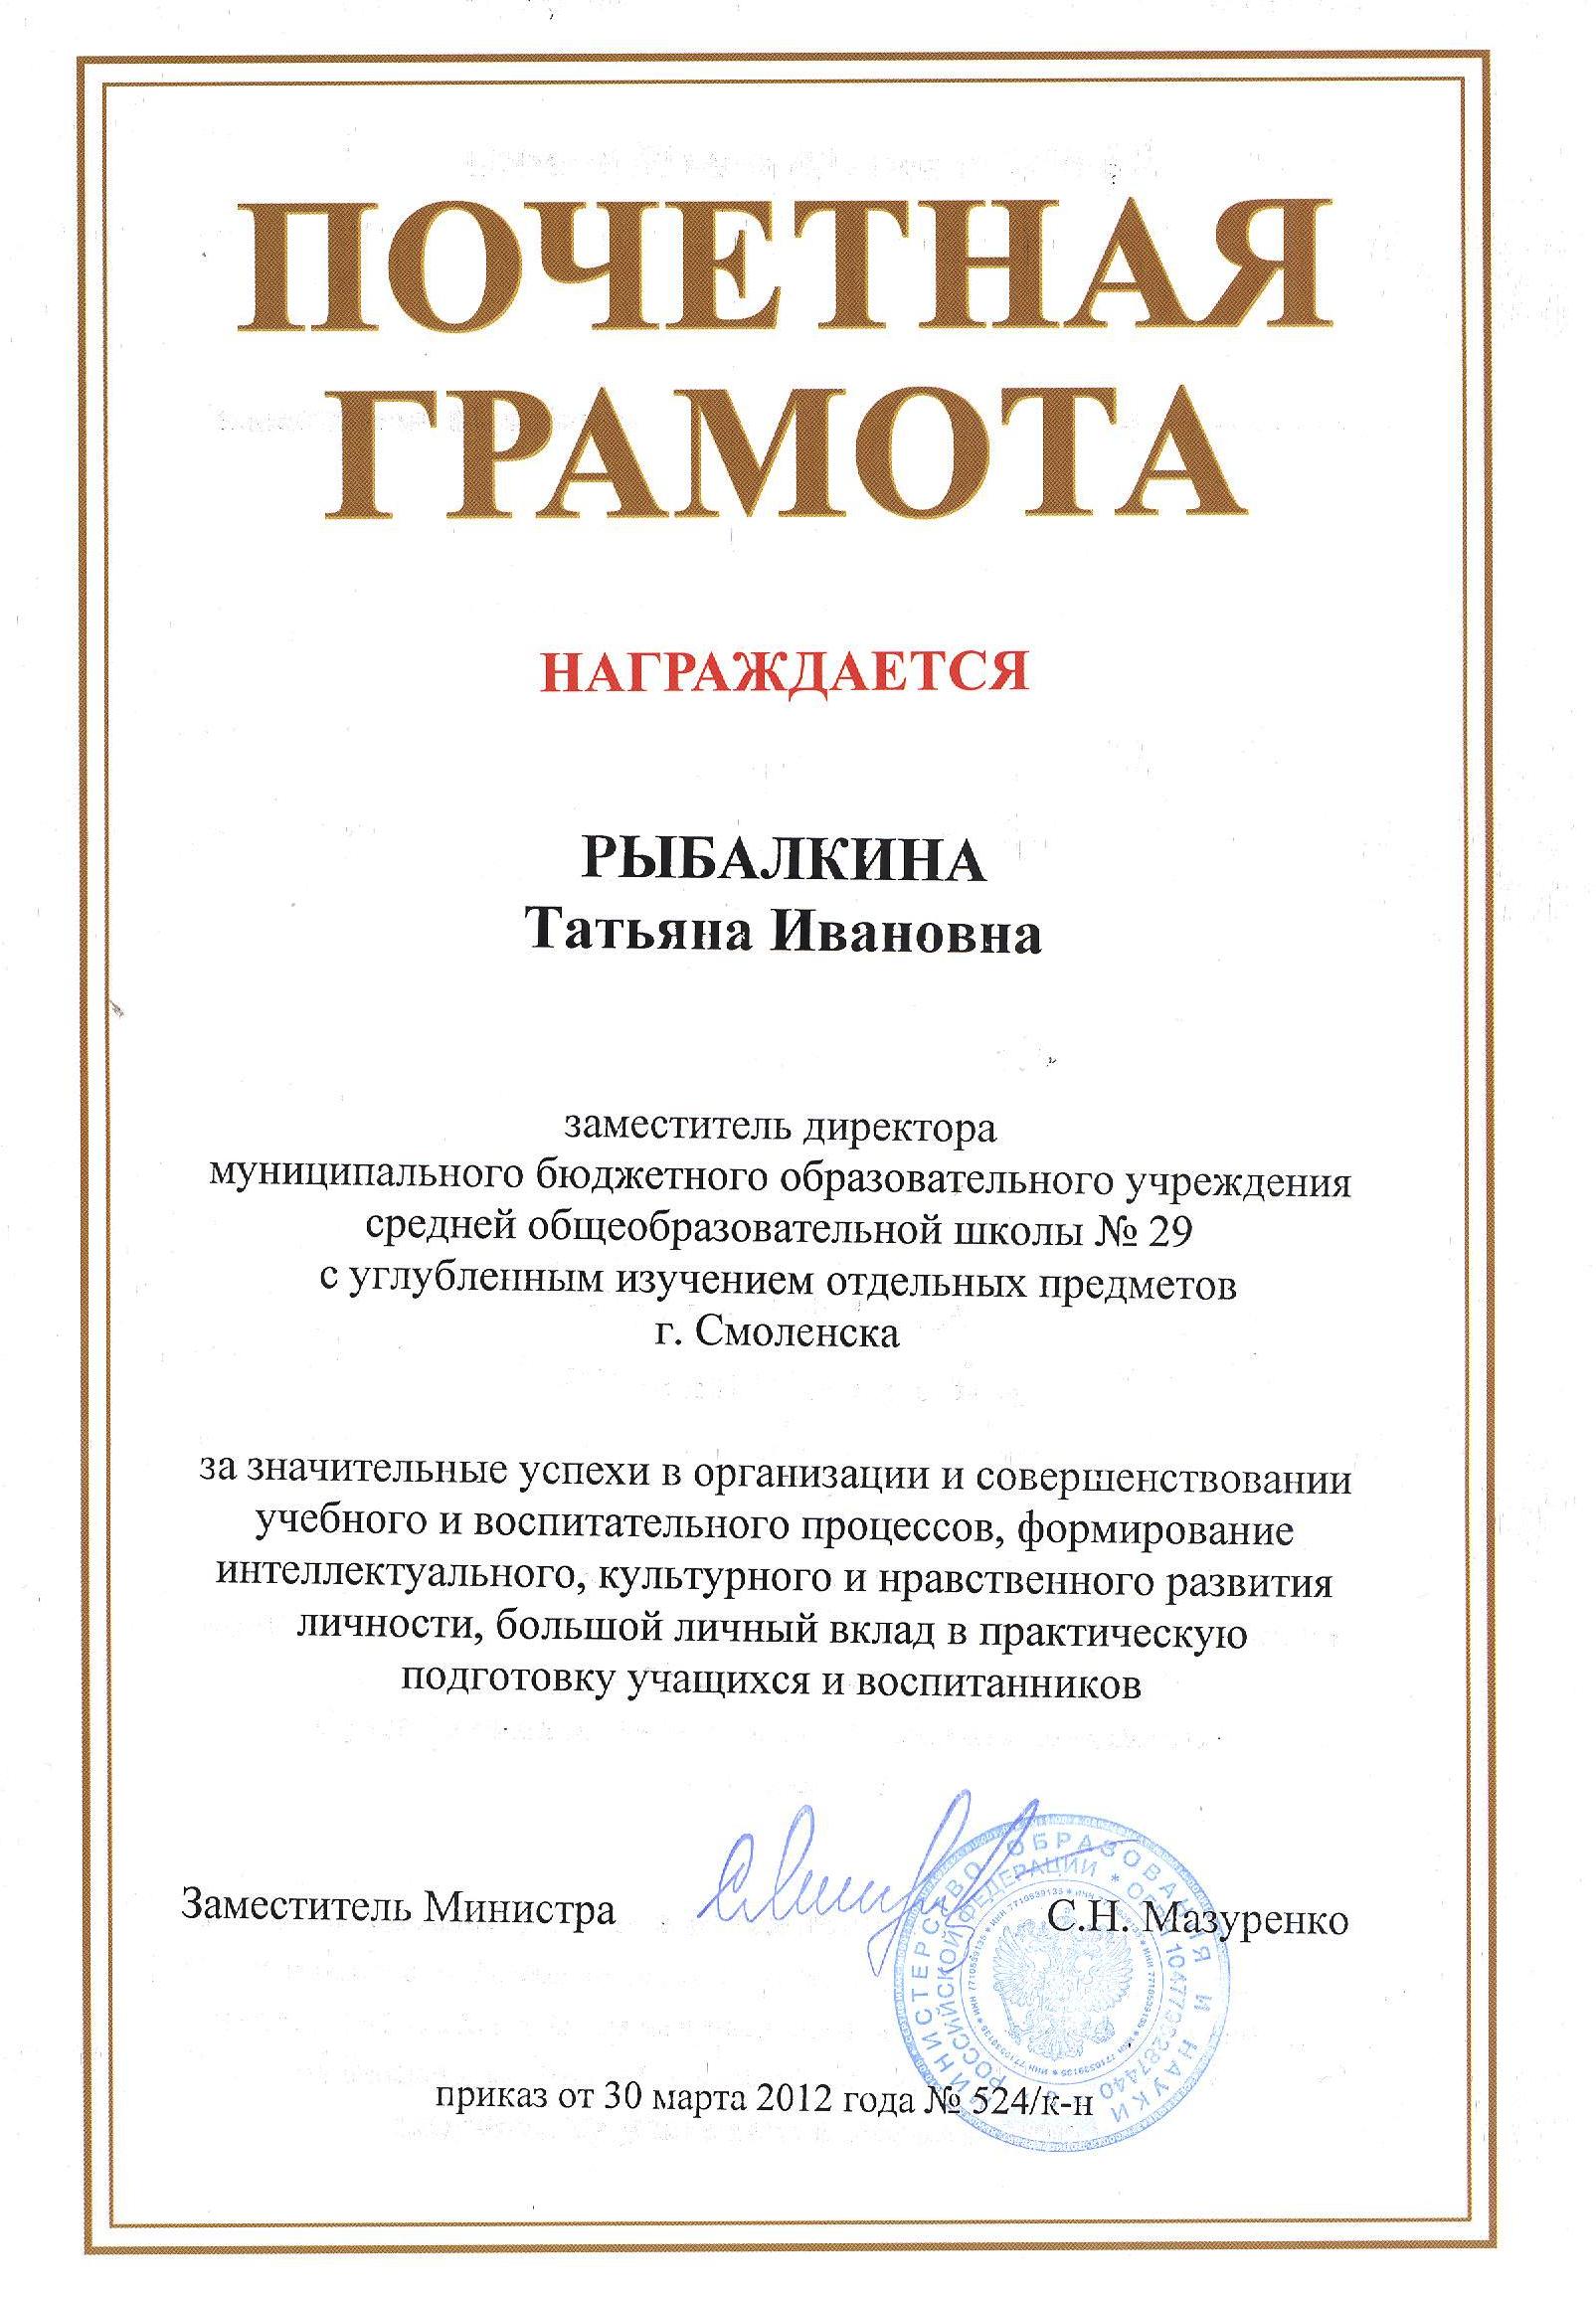 ПОЧЕТНАЯ
ГРАМОТА
НАГРАЖДАЕТСЯ
РЫБАЛКИНА
Татьяна Ивановна
заместитель директора
муниципального бюджетного образовательного учреждения
средней общеобразовательной школы № 29
с углубленным изучением отдельных предметов
г. Смоленска
за значительные успехи в организации и совершенствовании
учебного и воспитательного процессов, формирование
интеллектуального, культурного и нравственного развития
личности, большой личный вклад в практическую
подготовку учащихся и воспитанников
Заместитель Министра
С.Н. Мазуренко
МИНИСТЕРСТВО ОБРАЗОВАНИЯ И НАУКИ
РОССИЙСКОЙ ФЕДЕРАЦИИ
приказ от 30 марта 2012 года № 524/к-н